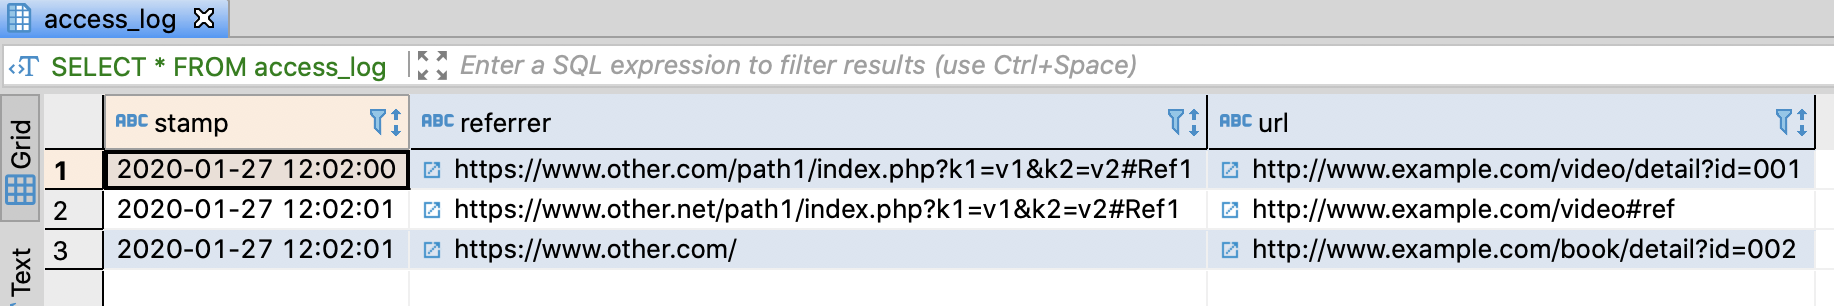 access_log
SELECT * FROM access_log Enter a SQL expression to filter results (use Ctrl+Space)
Grid
Text
ABC stamp ABC referrer ABC url
1 2020-01-27 12:02:00 https://www.other.com/path1/index.php?k1=v1&k2=v2#Ref1 http://www.example.com/video/detail?id=001
2 2020-01-27 12:02:01 https://www.other.net/path1/index.php?k1=v1&k2=v2#Ref1 http://www.example.com/video#ref
3 2020-01-27 12:02:01 https://www.other.com/ http://www.example.com/book/detail?id=002